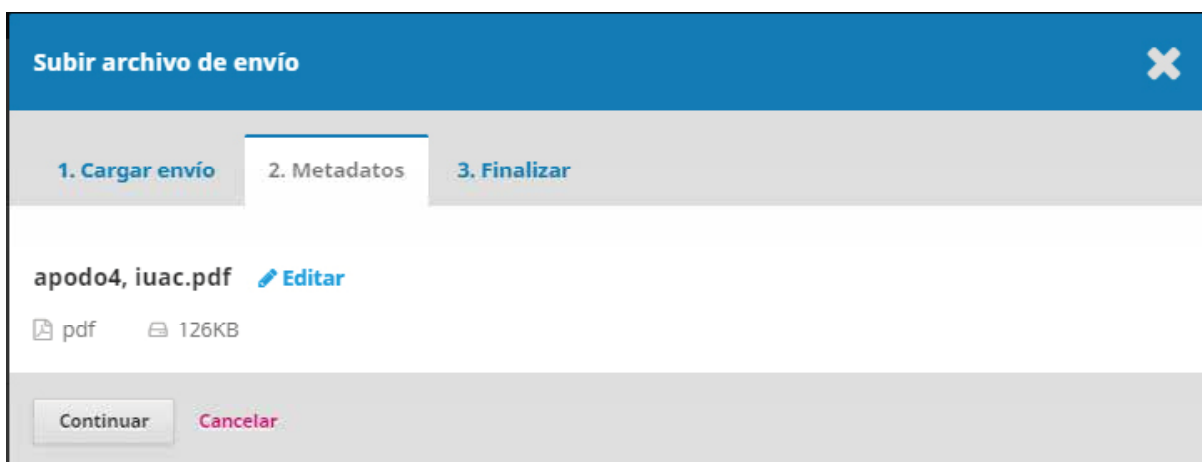 Subir archivo de envío
1. Cargar envío 2. Metadatos 3. Finalizar
apodo4, iuac.pdf Editar
pdf 126KB
Continuar Cancelar